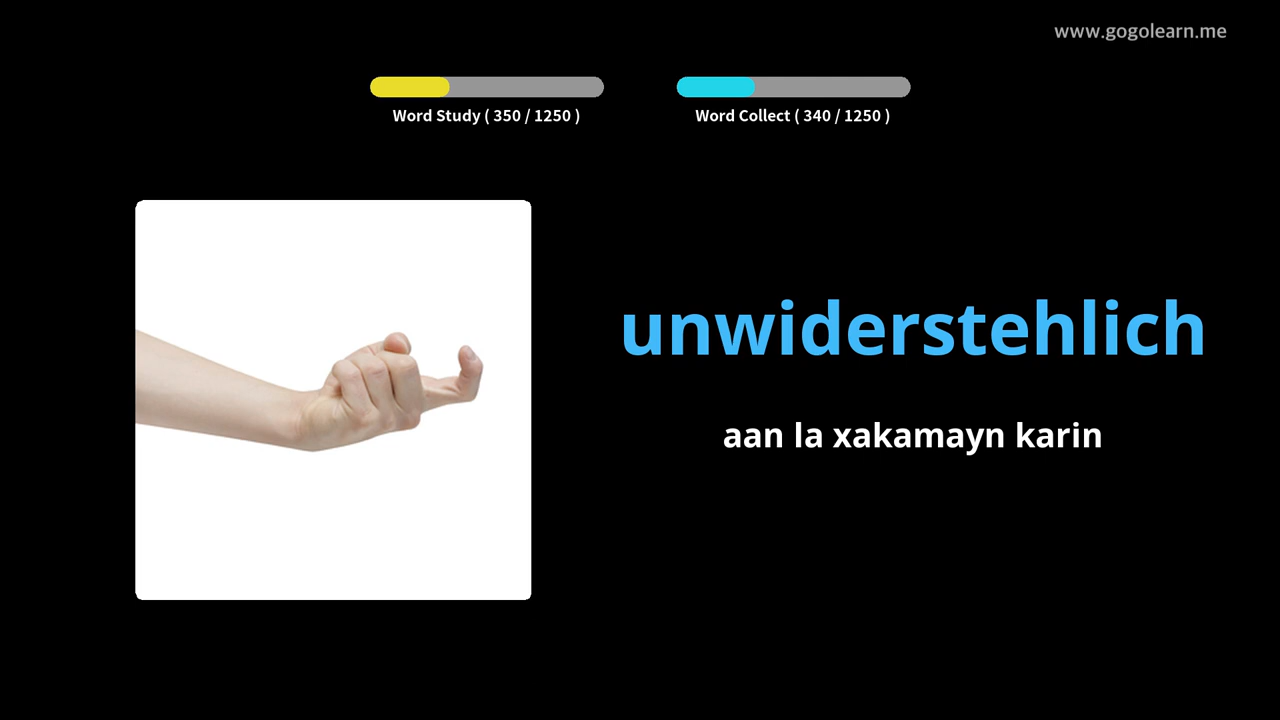 www.gogolearn.me
Word Study ( 350 / 1250 )
Word Collect ( 340 / 1250 )
unwiderstehlich
aan la xakamayn karin